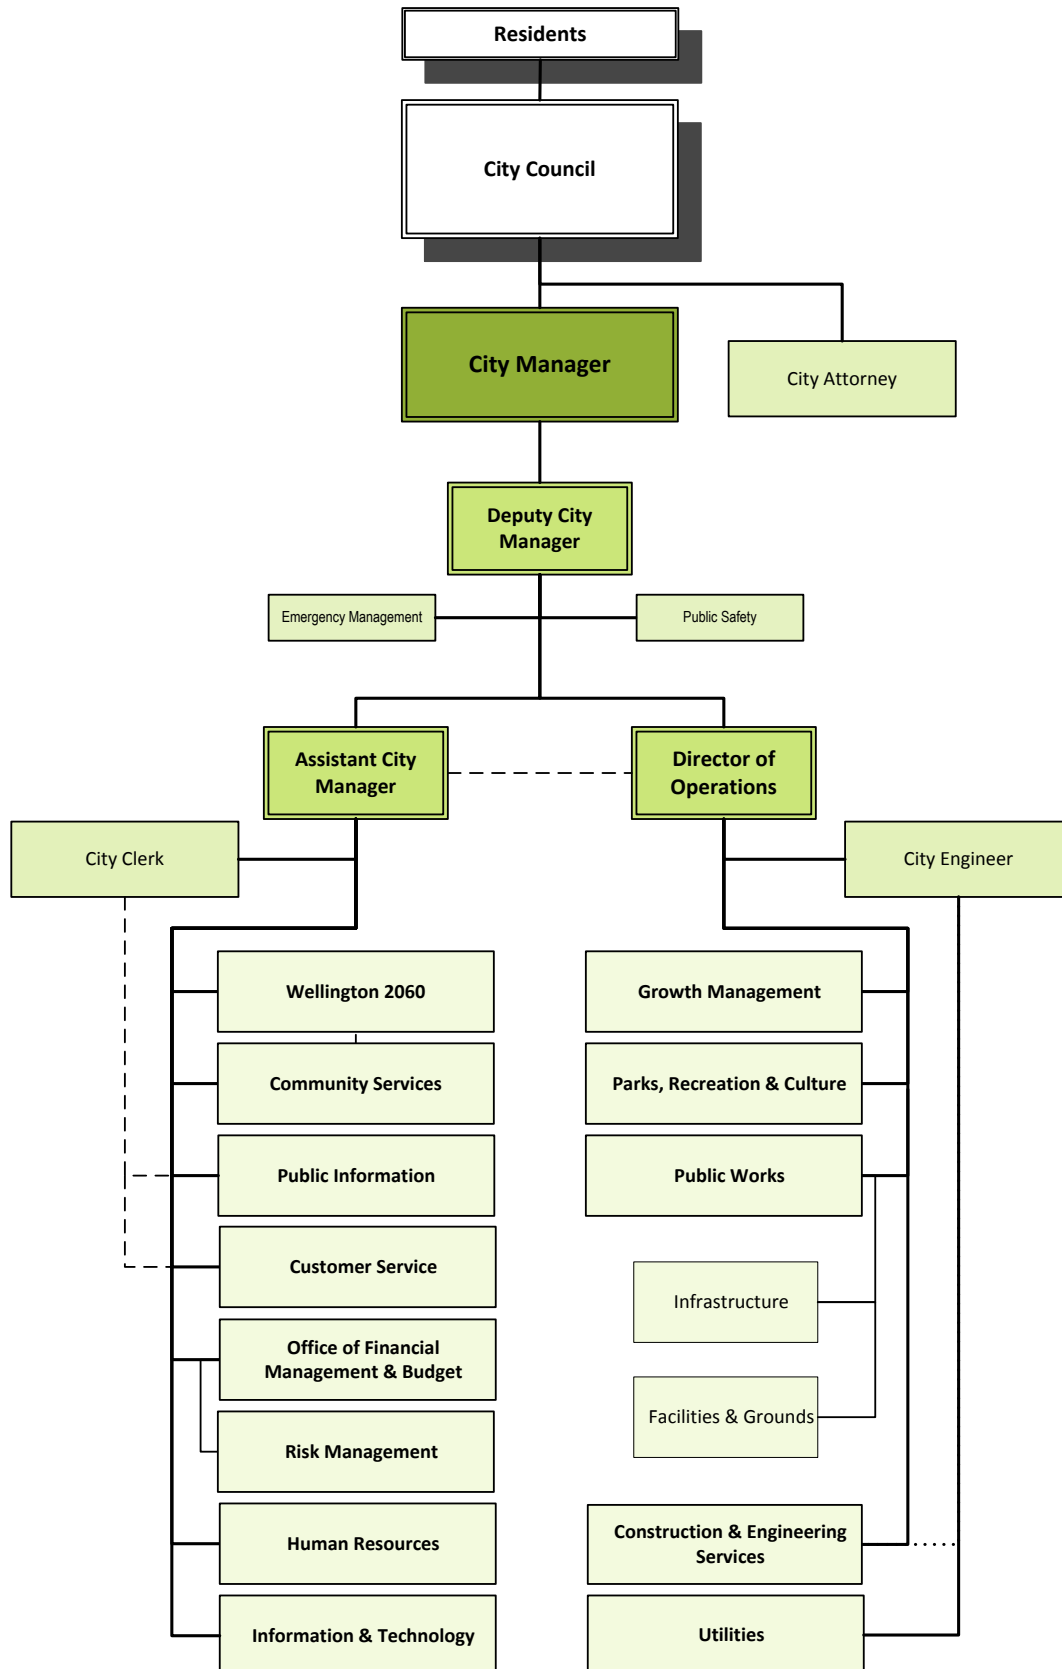 Residents
City Council
City Manager
City Attorney
Deputy City
Manager
Emergency Management
Public Safety
Assistant City
Manager
Director of
Operations
City Clerk
City Engineer
Wellington 2060
Growth Management
Community Services
Parks, Recreation & Culture
Public Information
Public Works
Customer Service
Infrastructure
Office of Financial
Management & Budget
Facilities & Grounds
Risk Management
Human Resources
Construction & Engineering
Services
Information & Technology
Utilities